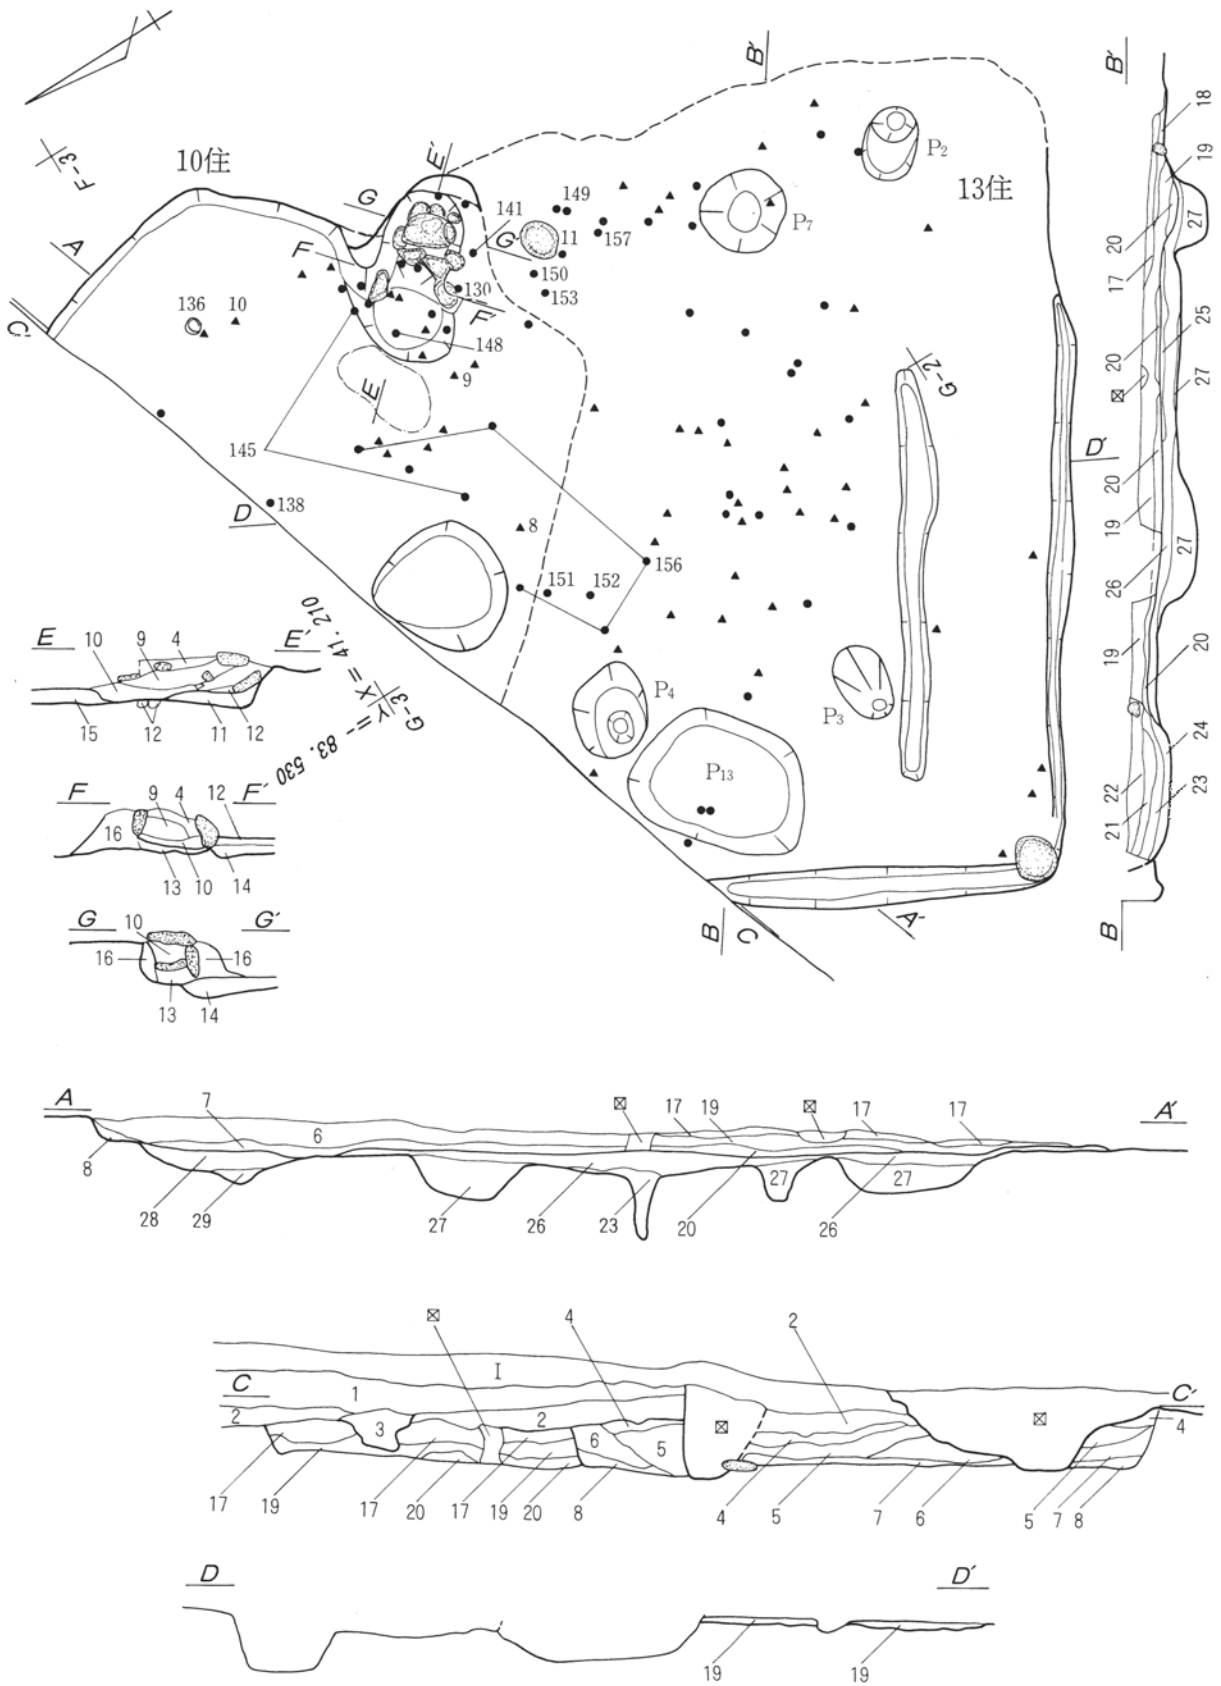 B'
B'
10住
F-3
E'
P2
18
G
141
149
13住
19
A
F
G'
11
157
P7
27
20
17
136
10
130
150
153
F'
C'
148
9
E
G-2
25
20
27
145
D'
20
138
D
8
19
156
27
151
152
26
19
20
E
10
9
4
E'
G-3
X = 41. 210
Y = - 83. 530
P4
P3
15
12
11
12
24
P13
22
23
21
F
9
4
F'
12
16
13
10
14
A'
B
C
B
G
10
G'
16
16
13
14
A
7
6
17
19
17
17
A'
8
28
29
27
26
23
20
27
26
27
4
2
I
C
1
C'
2
3
2
4
6
5
17
19
17
20
17
19
20
8
4
5
7
6
5
7
8
D
D'
19
19